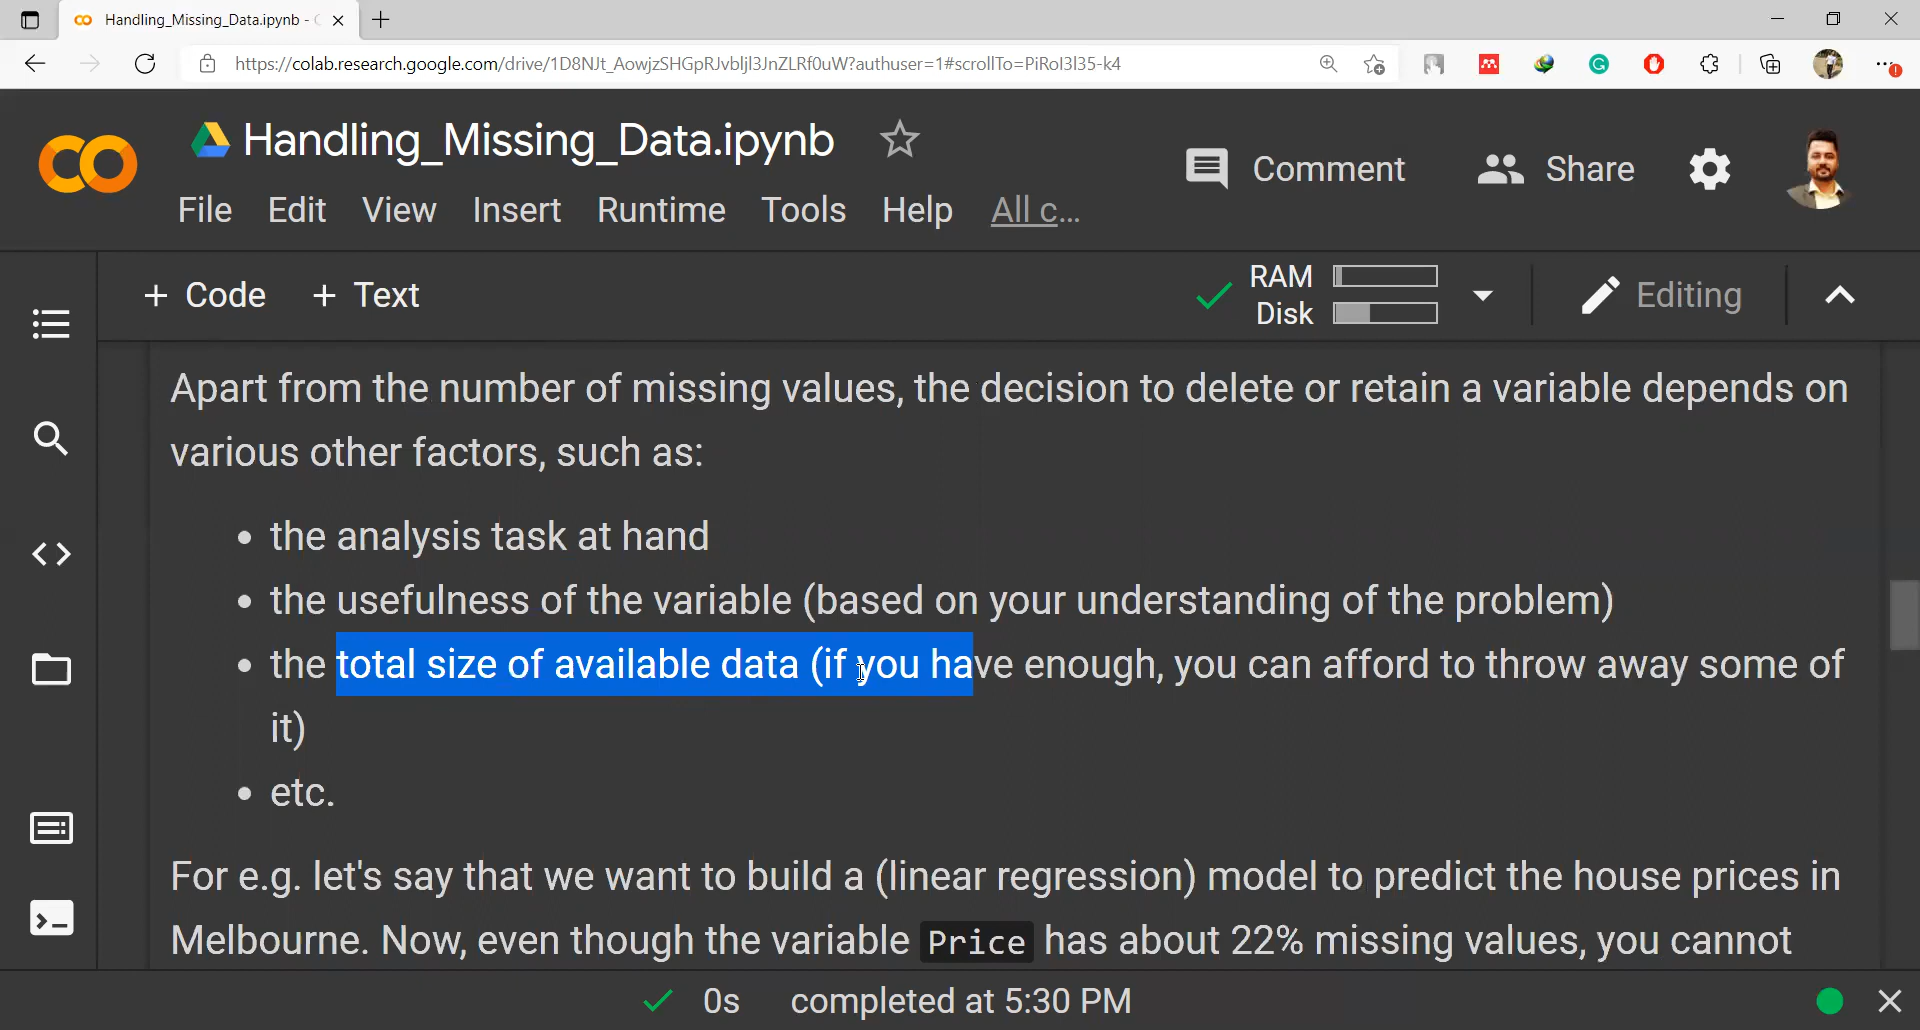 Handling_Missing_Data.ipynb - C
https://colab.research.google.com/drive/1D8NJt_AowjzSHGpRJvbljl3JnZLRf0uW?authuser=1#scrollTo=PiRoI3l35-k4
Handling_Missing_Data.ipynb
Comment
Share
File Edit View Insert Runtime Tools Help All c...
+ Code + Text
RAM
Disk
Editing
Apart from the number of missing values, the decision to delete or retain a variable depends on
various other factors, such as:
• the analysis task at hand
• the usefulness of the variable (based on your understanding of the problem)
• the total size of available data (if you have enough, you can afford to throw away some of
it)
• etc.
For e.g. let's say that we want to build a (linear regression) model to predict the house prices in
Melbourne. Now, even though the variable Price has about 22% missing values, you cannot
0s completed at 5:30 PM